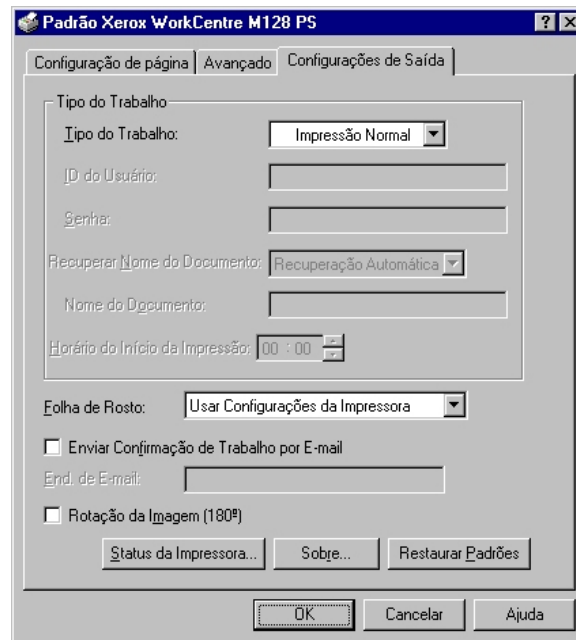 Padrão Xerox WorkCentre M128 PS
Configuração de página Avançado Configurações de Saída
Tipo do Trabalho
Tipo do Trabalho: Impressão Normal
ID do Usuário:
Senha:
Recuperar Nome do Documento: Recuperação Automática
Nome do Documento:
Horário do Início da Impressão: 00 : 00
Folha de Rosto: Usar Configurações da Impressora
Enviar Confirmação de Trabalho por E-mail
End. de E-mail:
Rotação da Imagem (180º)
Status da Impressora... Sobre... Restaurar Padrões
OK Cancelar Ajuda